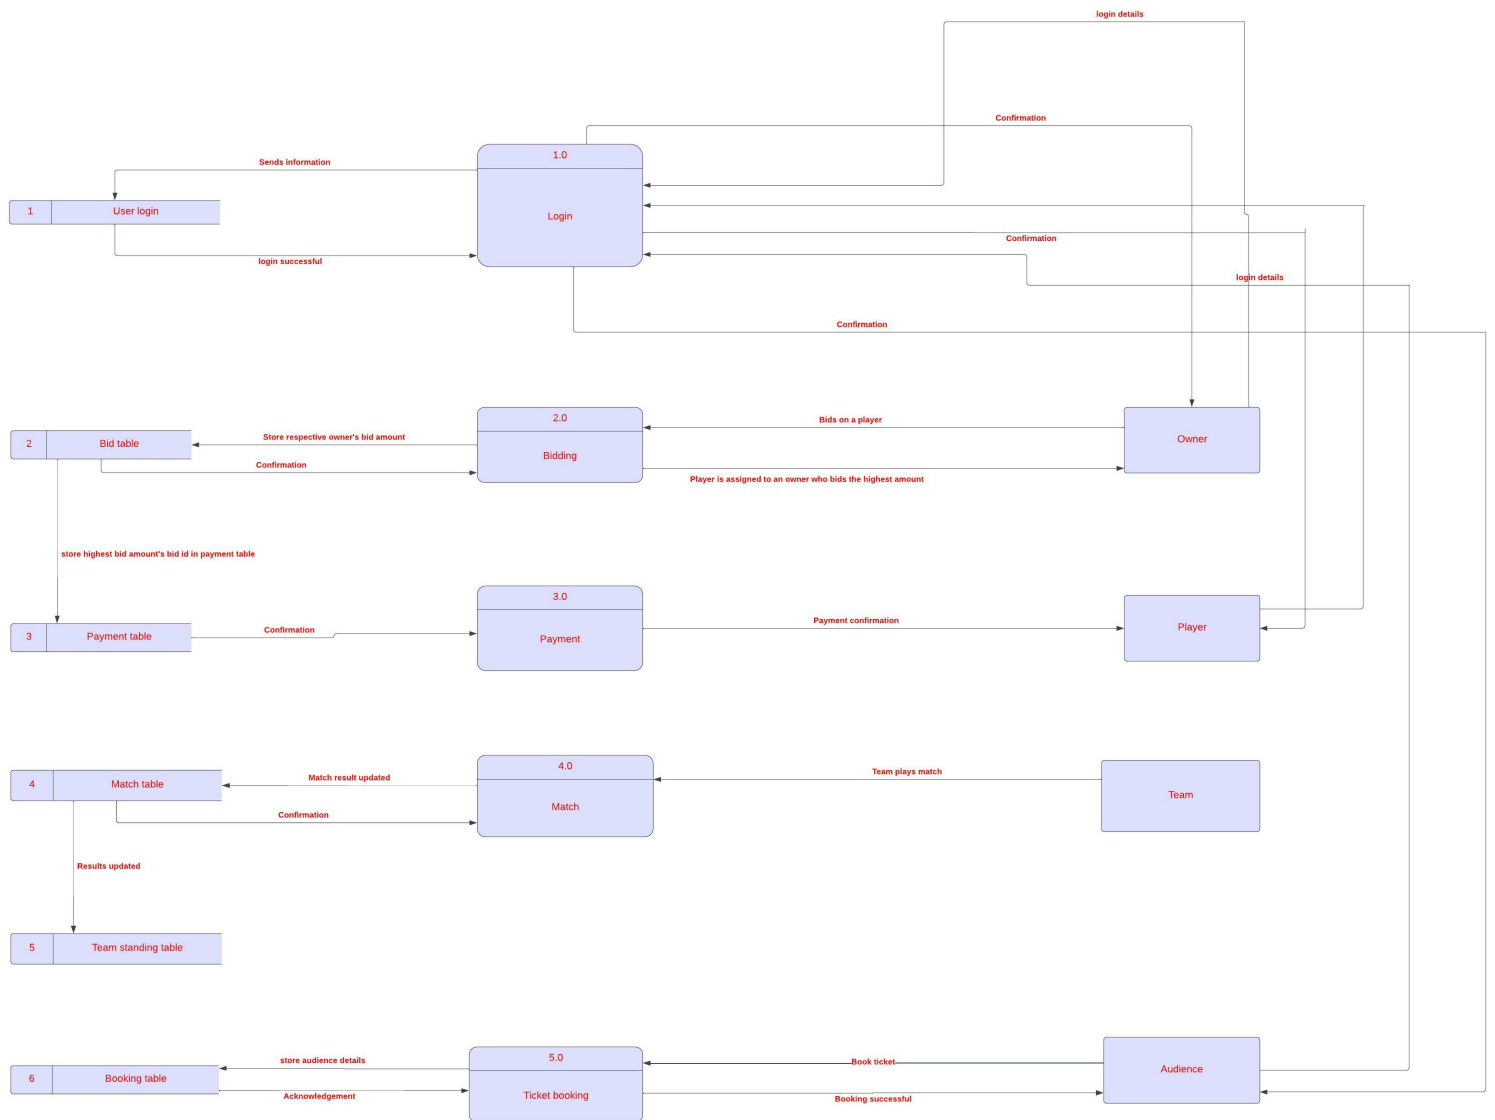 login details
Confirmation
1.0
Sends information
1 User login
Login
Confirmation
login successful
login details
Confirmation
2.0
Bids on a player
Store respective owner's bid amount
Owner
2 Bid table
Bidding
Confirmation
Player is assigned to an owner who bids the highest amount
store highest bid amount's bid id in payment table
3.0
Payment confirmation
Player
Confirmation
3 Payment table
Payment
4.0
Team plays match
Match result updated
4 Match table
Team
Match
Confirmation
Results updated
5 Team standing table
5.0
store audience details
Book ticket
Audience
6 Booking table
Ticket booking
Acknowledgement
Booking successful